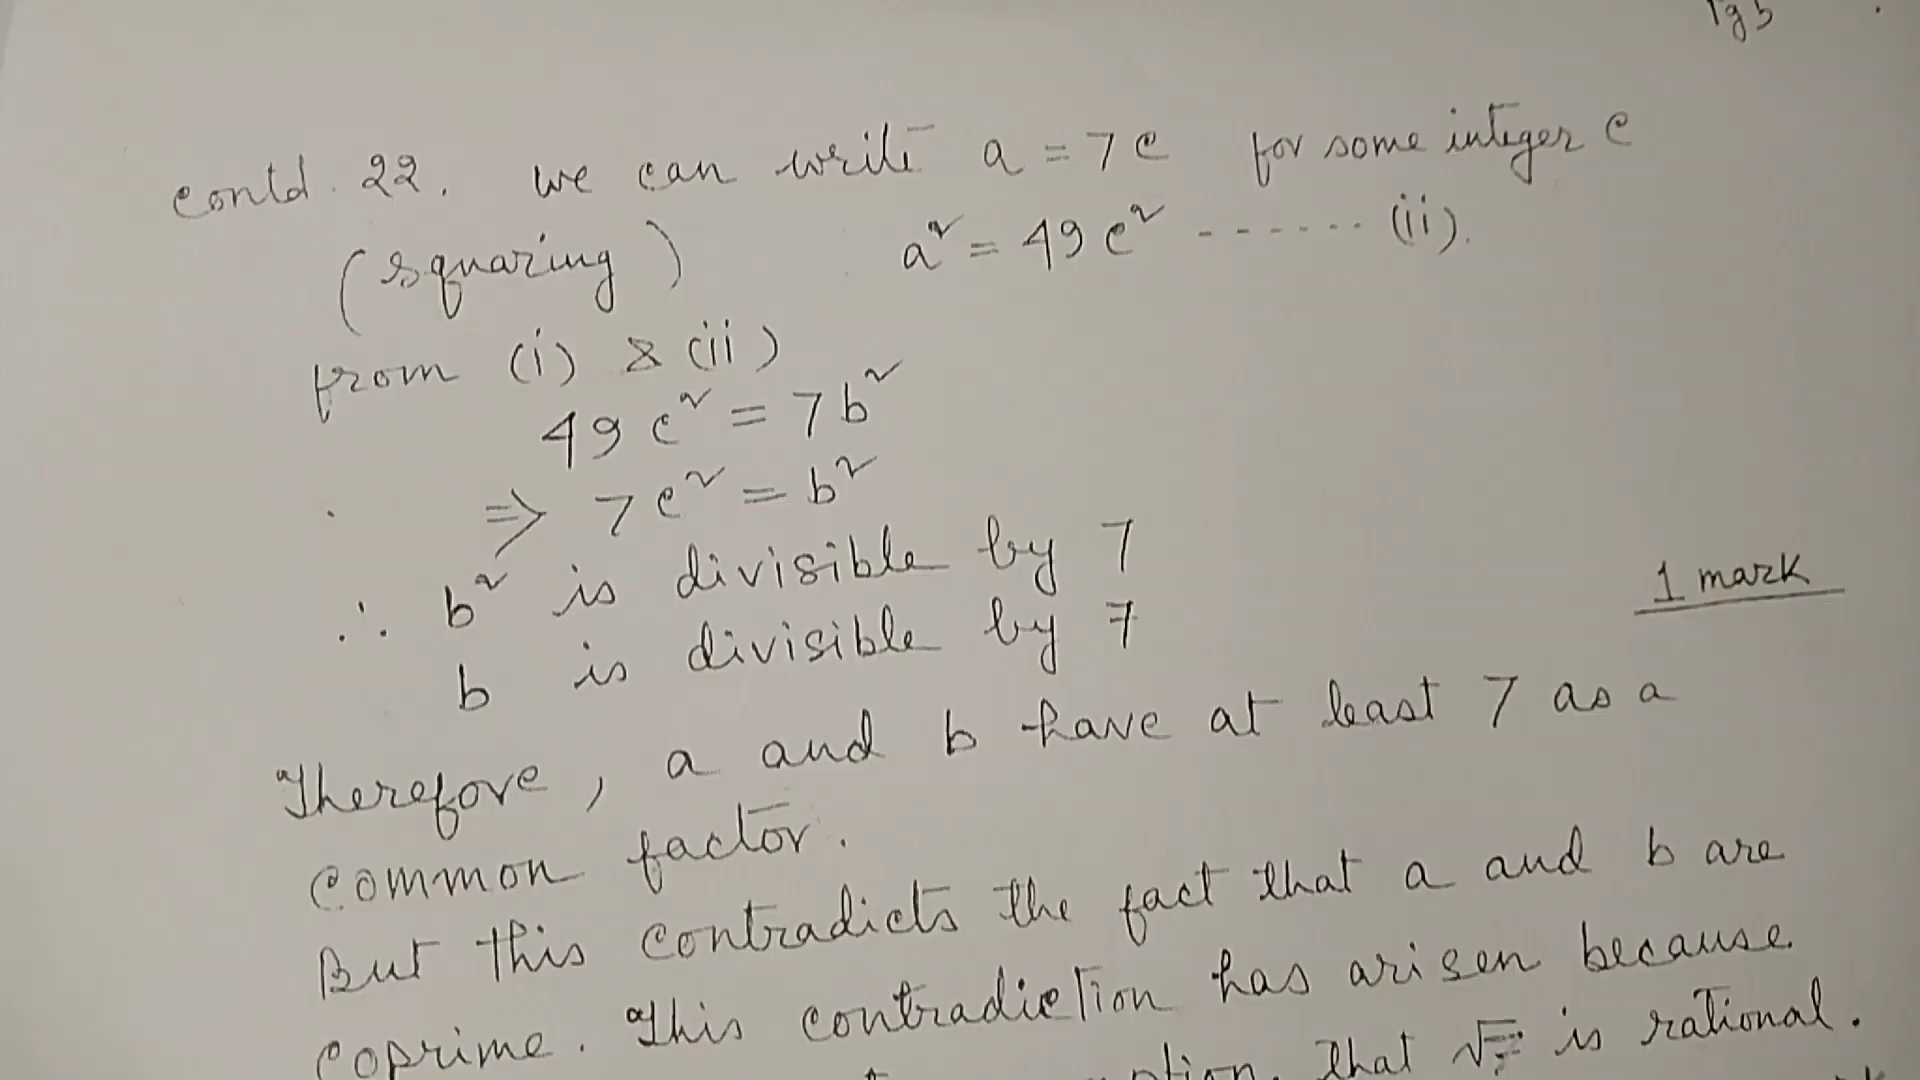 Pg 5
contd. 22. we can write a = 7c for some integer c
(squaring) a² = 49c² ------- (ii).
from (i) & (ii)
49c² = 7b²
⇒ 7c² = b²
∴ b² is divisible by 7
1 mark
b is divisible by 7
Therefore, a and b have at least 7 as a
common factor.
But this contradicts the fact that a and b are
coprime. This contradiction has arisen because
that √7 is rational.